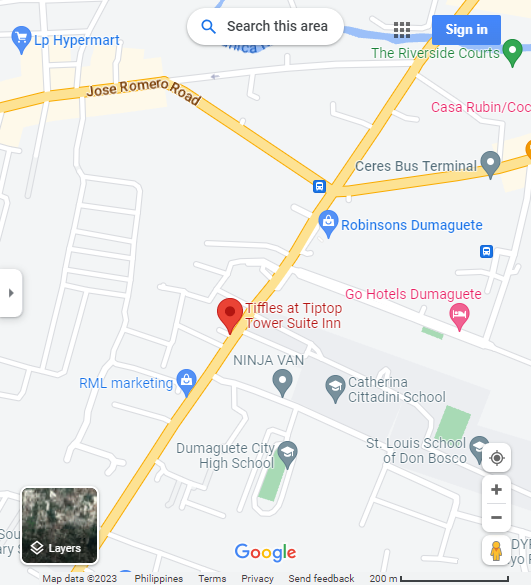 Search this area
Sign in
Lp Hypermart
The Riverside Courts
Jose Romero Road
Casa Rubin/Coc
Ceres Bus Terminal
Robinsons Dumaguete
Go Hotels Dumaguete
Tiffles at Tiptop
Tower Suite Inn
NINJA VAN
RML marketing
Catherina
Cittadini School
Dumaguete City
High School
St. Louis School
of Don Bosco
Layers
Google
Map data ©2023 Philippines Terms Privacy Send feedback 200 m